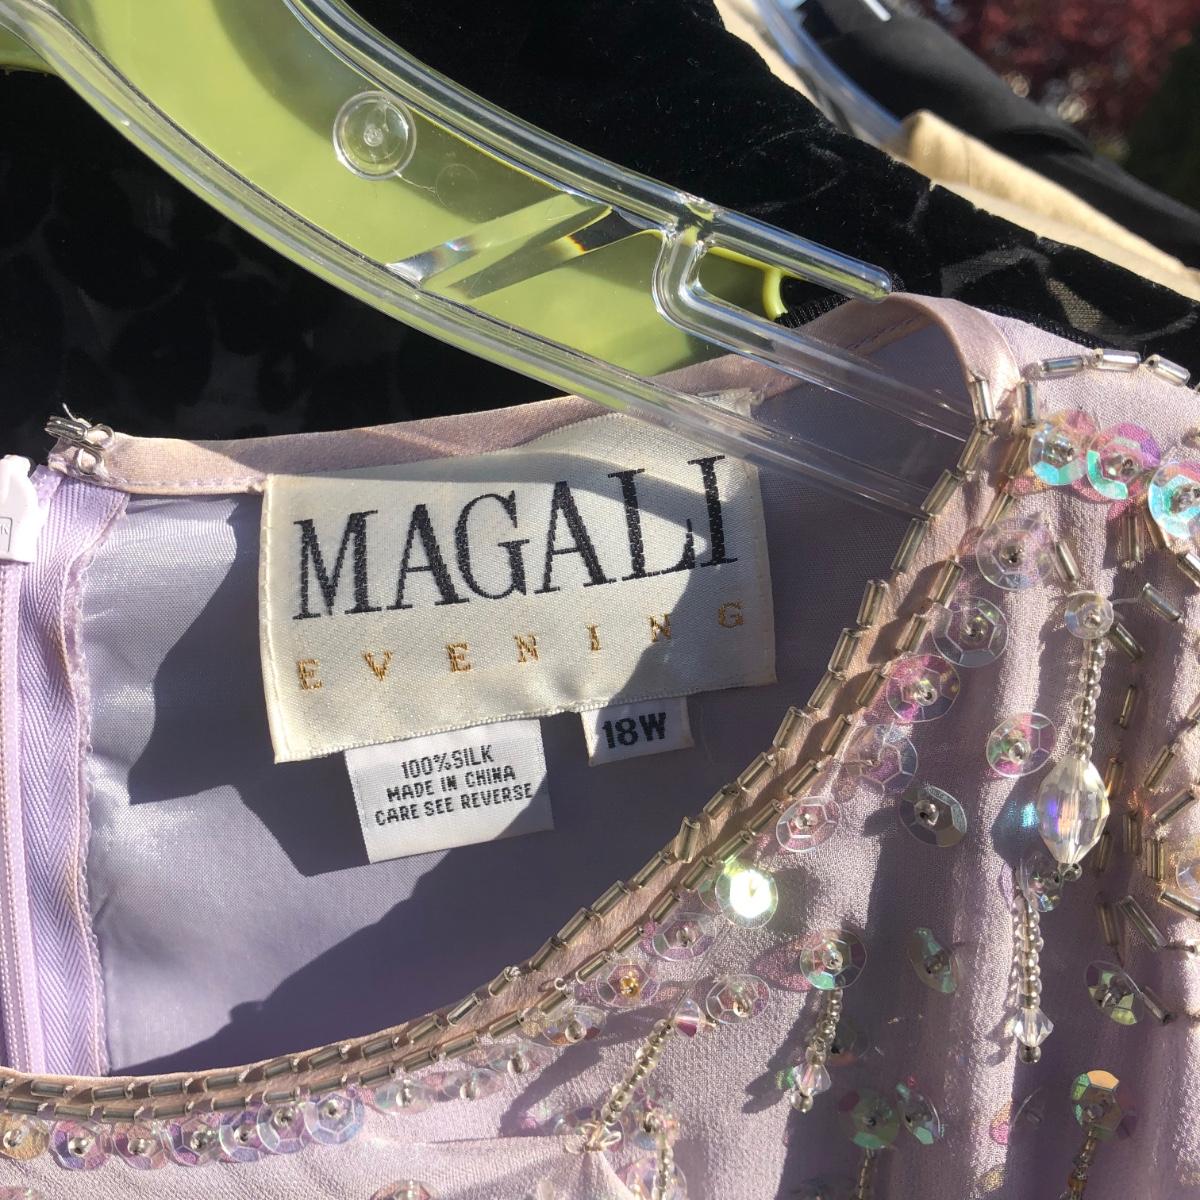 MAGALI
EVENING
18W
100%SILK
MADE IN CHINA
CARE SEE REVERSE